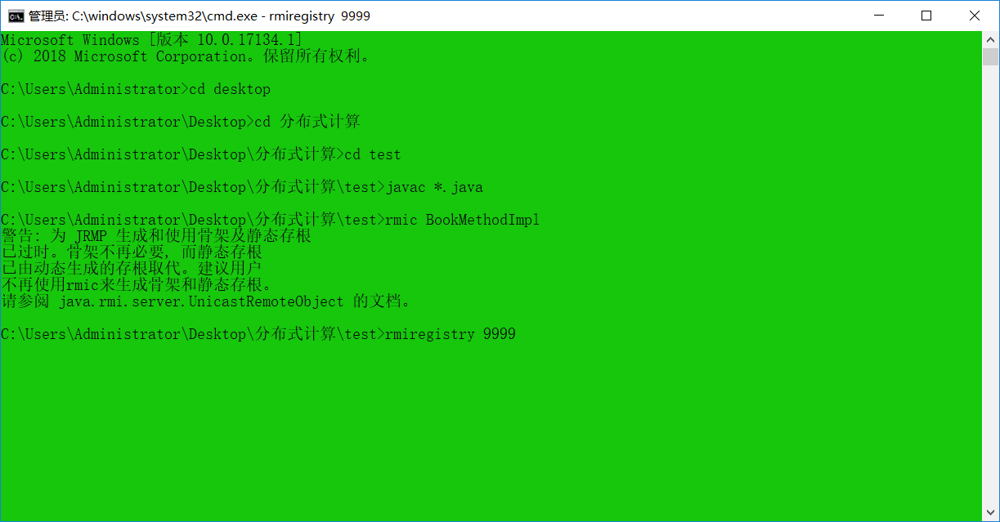 管理员: C:\windows\system32\cmd.exe - rmiregistry  9999
Microsoft Windows [版本 10.0.17134.1]
(c) 2018 Microsoft Corporation。保留所有权利。
C:\Users\Administrator>cd desktop
C:\Users\Administrator\Desktop>cd 分布式计算
C:\Users\Administrator\Desktop\分布式计算>cd test
C:\Users\Administrator\Desktop\分布式计算\test>javac *.java
C:\Users\Administrator\Desktop\分布式计算\test>rmic BookMethodImpl
警告: 为 JRMP 生成和使用骨架及静态存根
已过时。骨架不再必要, 而静态存根
已由动态生成的存根取代。建议用户
不再使用rmic来生成骨架和静态存根。
请参阅 java.rmi.server.UnicastRemoteObject 的文档。
C:\Users\Administrator\Desktop\分布式计算\test>rmiregistry 9999